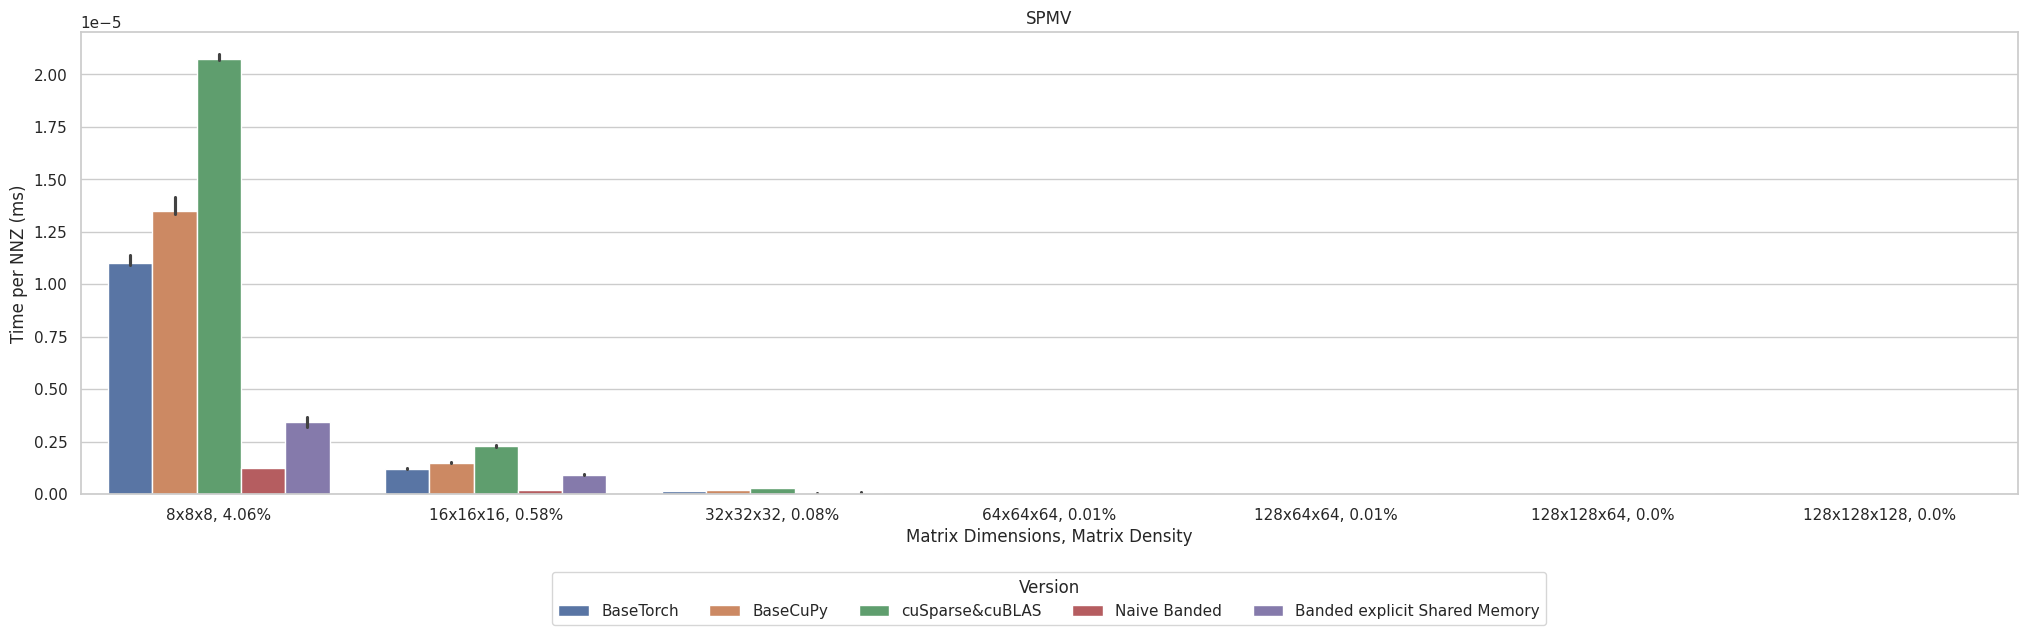 SPMV
1e−5
2.00
1.75
1.50
1.25
1.00
0.75
0.50
0.25
0.00
Time per NNZ (ms)
8x8x8, 4.06% 16x16x16, 0.58% 32x32x32, 0.08% 64x64x64, 0.01% 128x64x64, 0.01% 128x128x64, 0.0% 128x128x128, 0.0%
Matrix Dimensions, Matrix Density
Version
BaseTorch BaseCuPy cuSparse&cuBLAS Naive Banded Banded explicit Shared Memory